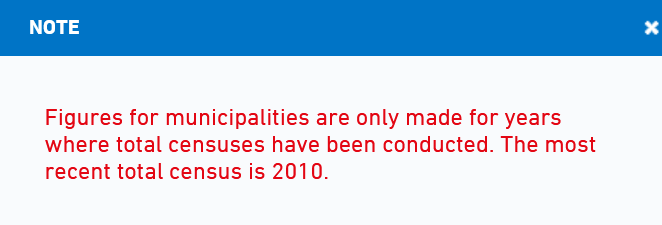 NOTE
Figures for municipalities are only made for years
where total censuses have been conducted. The most
recent total census is 2010.